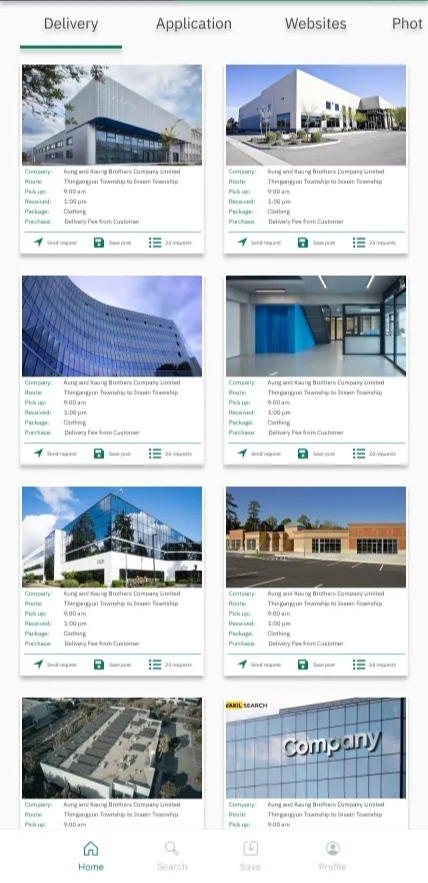 Delivery Application Websites Phot
Company: Aung and Kaung Brothers Company Limited
Route: Thingangyun Township to Insein Township
Pick up: 9:00 am
Received: 1:00 pm
Package: Clothing
Purchase: Delivery Fee from Customer
Send request Save post 24 requests
Company: Aung and Kaung Brothers Company Limited
Route: Thingangyun Township to Insein Township
Pick up: 9:00 am
Received: 1:00 pm
Package: Clothing
Purchase: Delivery Fee from Customer
Send request Save post 24 requests
Company: Aung and Kaung Brothers Company Limited
Route: Thingangyun Township to Insein Township
Pick up: 9:00 am
Received: 1:00 pm
Package: Clothing
Purchase: Delivery Fee from Customer
Send request Save post 24 requests
Company: Aung and Kaung Brothers Company Limited
Route: Thingangyun Township to Insein Township
Pick up: 9:00 am
Received: 1:00 pm
Package: Clothing
Purchase: Delivery Fee from Customer
Send request Save post 24 requests
Company: Aung and Kaung Brothers Company Limited
Route: Thingangyun Township to Insein Township
Pick up: 9:00 am
Received: 1:00 pm
Package: Clothing
Purchase: Delivery Fee from Customer
Send request Save post 24 requests
Company: Aung and Kaung Brothers Company Limited
Route: Thingangyun Township to Insein Township
Pick up: 9:00 am
Received: 1:00 pm
Package: Clothing
Purchase: Delivery Fee from Customer
Send request Save post 24 requests
Company: Aung and Kaung Brothers Company Limited
Route: Thingangyun Township to Insein Township
Pick up: 9:00 am
VAKIL SEARCH
Company
Company: Aung and Kaung Brothers Company Limited
Route: Thingangyun Township to Insein Township
Pick up: 9:00 am
Home Search Save Profile